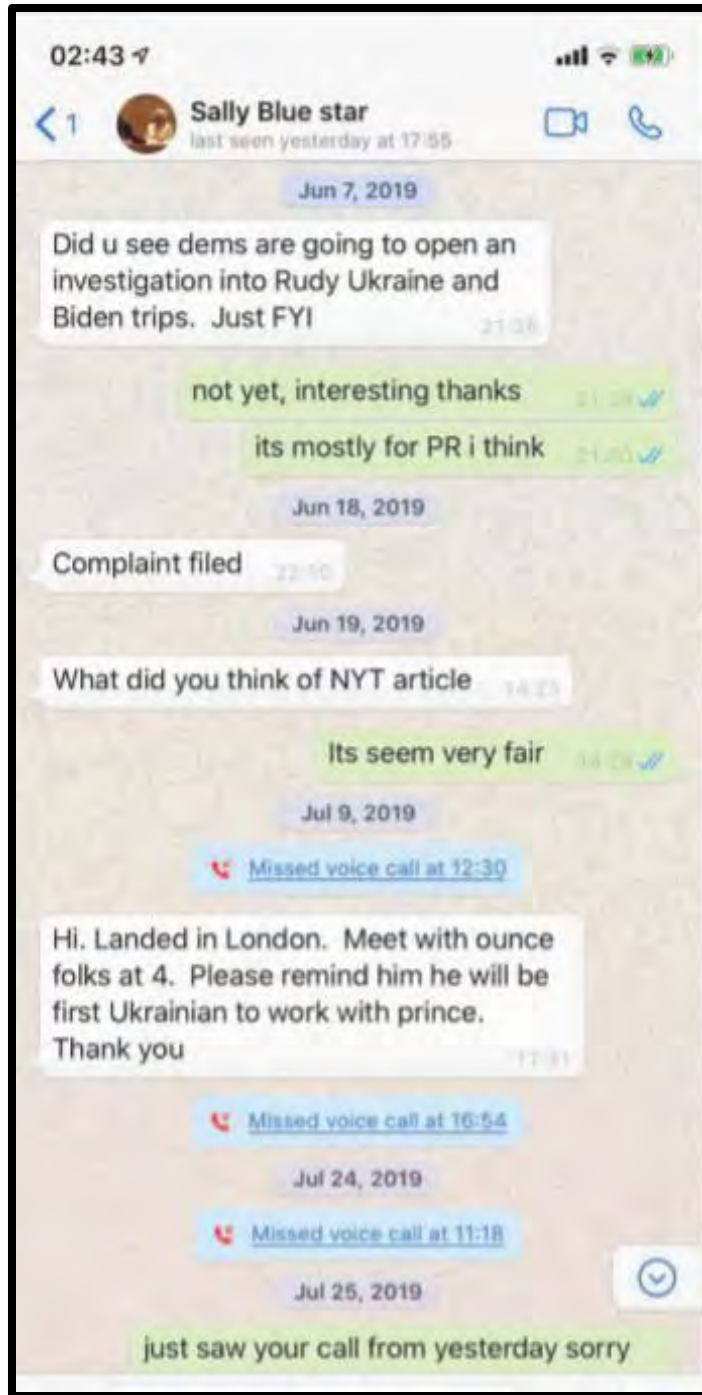 02:43
1
Sally Blue star
last seen yesterday at 17:55
Jun 7, 2019
Did u see dems are going to open an
investigation into Rudy Ukraine and
Biden trips.  Just FYI
not yet, interesting thanks
its mostly for PR i think
Jun 18, 2019
Complaint filed
Jun 19, 2019
What did you think of NYT article
Its seem very fair
Jul 9, 2019
Missed voice call at 12:30
Hi. Landed in London.  Meet with ounce
folks at 4.  Please remind him he will be
first Ukrainian to work with prince.
Thank you
Missed voice call at 16:54
Jul 24, 2019
Missed voice call at 11:18
Jul 25, 2019
just saw your call from yesterday sorry